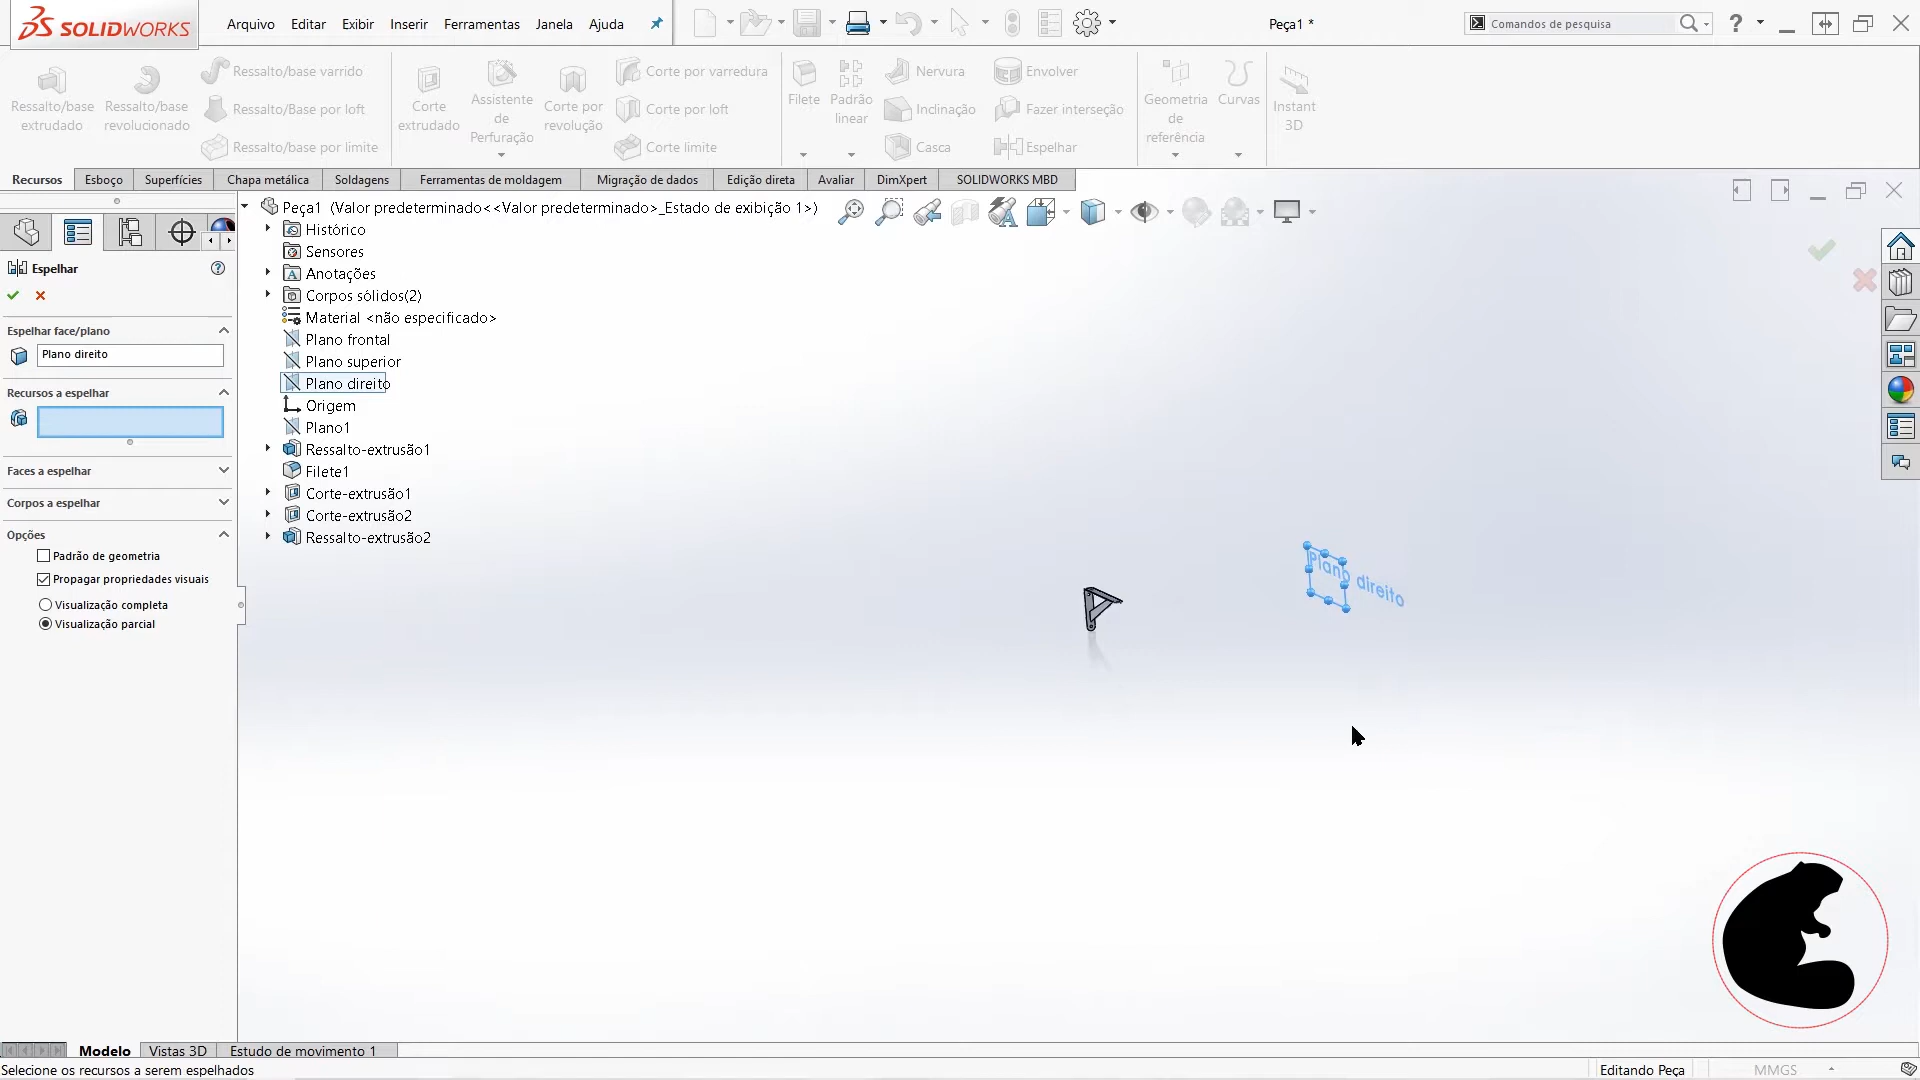 SOLIDWORKS
Arquivo Editar Exibir Inserir Ferramentas Janela Ajuda
Peça1 *
Comandos de pesquisa
?
Ressalto/base extrudado
Ressalto/base revolucionado
Ressalto/base varrido
Ressalto/Base por loft
Ressalto/base por limite
Corte extrudado
Assistente de Perfuração
Corte por revolução
Corte por varredura
Corte por loft
Corte limite
Filete
Padrão linear
Nervura
Inclinação
Casca
Envolver
Fazer interseção
Espelhar
Geometria de referência
Curvas
Instant 3D
Recursos Esboço Superfícies Chapa metálica Soldagens Ferramentas de moldagem Migração de dados Edição direta Avaliar DimXpert SOLIDWORKS MBD
Espelhar
Espelhar face/plano
Plano direito
Recursos a espelhar
Faces a espelhar
Corpos a espelhar
Opções
Padrão de geometria
Propagar propriedades visuais
Visualização completa
Visualização parcial
Peça1 (Valor predeterminado<<Valor predeterminado>_Estado de exibição 1>)
Histórico
Sensores
Anotações
Corpos sólidos(2)
Material <não especificado>
Plano frontal
Plano superior
Plano direito
Origem
Plano1
Ressalto-extrusão1
Filete1
Corte-extrusão1
Corte-extrusão2
Ressalto-extrusão2
Plano direito
Modelo Vistas 3D Estudo de movimento 1
Selecione os recursos a serem espelhados
Editando Peça
MMGS